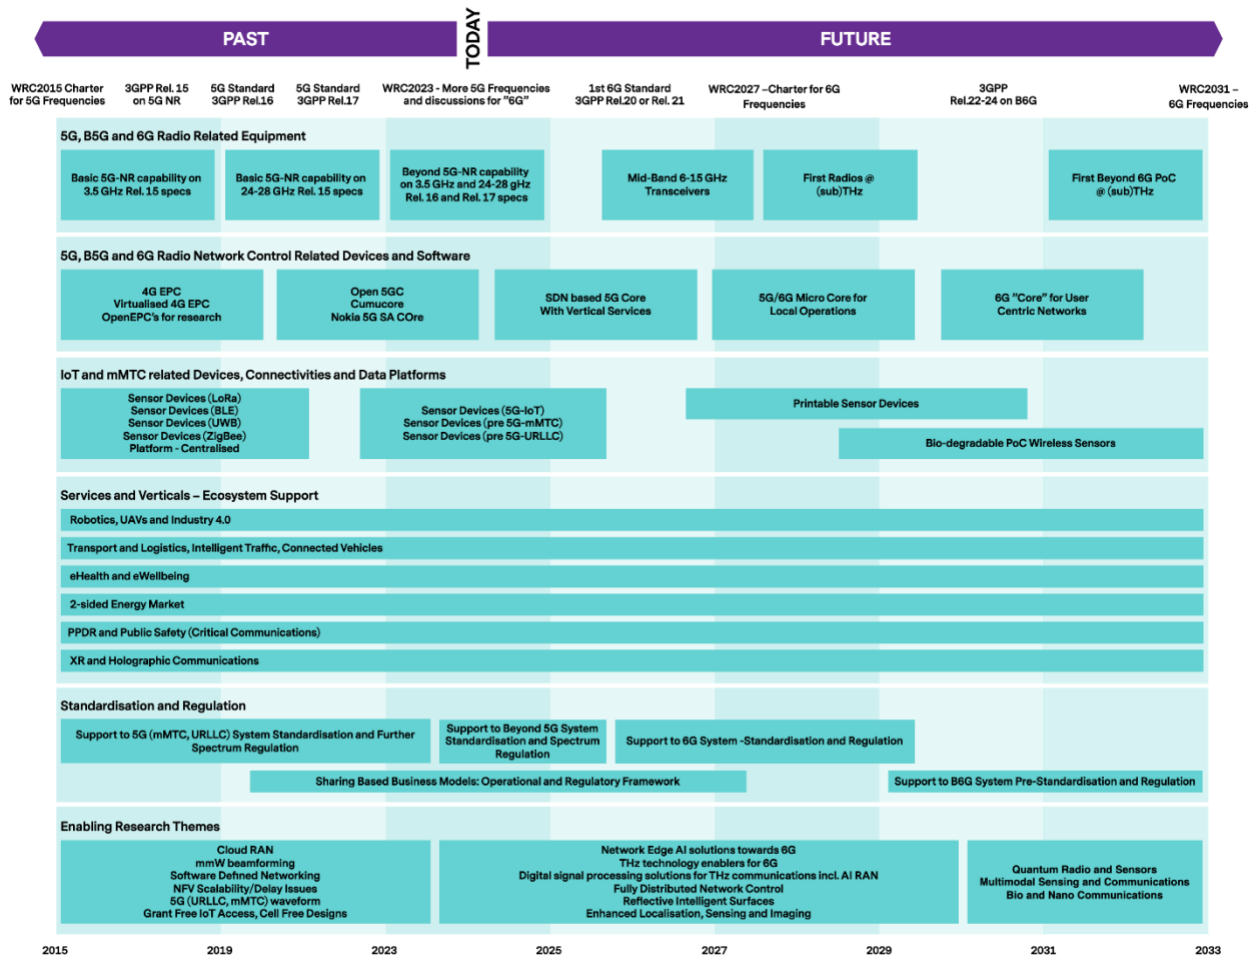 PAST
TODAY
FUTURE
WRC2015 Charter
for 5G Frequencies
3GPP Rel. 15
on 5G NR
5G Standard
3GPP Rel.16
5G Standard
3GPP Rel.17
WRC2023 - More 5G Frequencies
and discussions for "6G"
1st 6G Standard
3GPP Rel.20 or Rel. 21
WRC2027 –Charter for 6G
Frequencies
3GPP
Rel.22-24 on B6G
WRC2031 –
6G Frequencies
5G, B5G and 6G Radio Related Equipment
Basic 5G-NR capability on
3.5 GHz Rel. 15 specs
Basic 5G-NR capability on
24-28 GHz Rel. 15 specs
Beyond 5G-NR capability
on 3.5 GHz and 24-28 gHz
Rel. 16 and Rel. 17 specs
Mid-Band 6-15 GHz
Transceivers
First Radios @
(sub)THz
First Beyond 6G PoC
@ (sub)THz
5G, B5G and 6G Radio Network Control Related Devices and Software
4G EPC
Virtualised 4G EPC
OpenEPC's for research
Open 5GC
Cumucore
Nokia 5G SA COre
SDN based 5G Core
With Vertical Services
5G/6G Micro Core for
Local Operations
6G "Core" for User
Centric Networks
IoT and mMTC related Devices, Connectivities and Data Platforms
Sensor Devices (LoRa)
Sensor Devices (BLE)
Sensor Devices (UWB)
Sensor Devices (ZigBee)
Platform - Centralised
Sensor Devices (5G-IoT)
Sensor Devices (pre 5G-mMTC)
Sensor Devices (pre 5G-URLLC)
Printable Sensor Devices
Bio-degradable PoC Wireless Sensors
Services and Verticals – Ecosystem Support
Robotics, UAVs and Industry 4.0
Transport and Logistics, Intelligent Traffic, Connected Vehicles
eHealth and eWellbeing
2-sided Energy Market
PPDR and Public Safety (Critical Communications)
XR and Holographic Communications
Standardisation and Regulation
Support to 5G (mMTC, URLLC) System Standardisation and Further
Spectrum Regulation
Support to Beyond 5G System
Standardisation and Spectrum
Regulation
Support to 6G System -Standardisation and Regulation
Sharing Based Business Models: Operational and Regulatory Framework
Support to B6G System Pre-Standardisation and Regulation
Enabling Research Themes
Cloud RAN
mmW beamforming
Software Defned Networking
NFV Scalability/Delay Issues
5G (URLLC, mMTC) waveform
Grant Free IoT Access, Cell Free Designs
Network Edge AI solutions towards 6G
THz technology enablers for 6G
Digital signal processing solutions for THz communications incl. AI RAN
Fully Distributed Network Control
Reflective Intelligent Surfaces
Enhanced Localisation, Sensing and Imaging
Quantum Radio and Sensors
Multimodal Sensing and Communications
Bio and Nano Communications
2015
2019
2023
2025
2027
2029
2031
2033